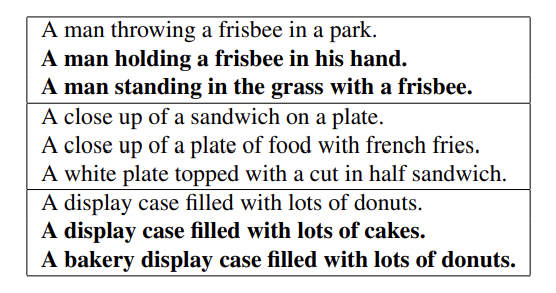 A man throwing a frisbee in a park.
A man holding a frisbee in his hand.
A man standing in the grass with a frisbee.
A close up of a sandwich on a plate.
A close up of a plate of food with french fries.
A white plate topped with a cut in half sandwich.
A display case filled with lots of donuts.
A display case filled with lots of cakes.
A bakery display case filled with lots of donuts.